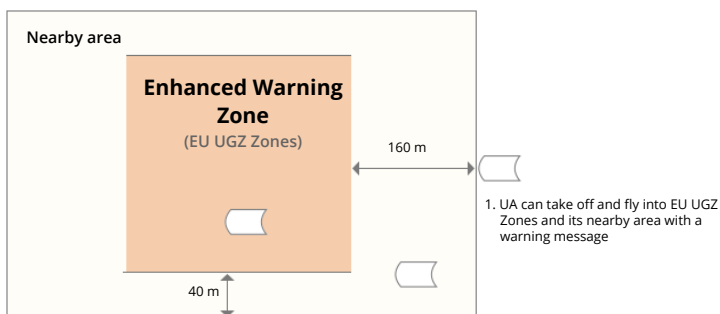 Nearby area
Enhanced Warning
Zone
(EU UGZ Zones)
160 m
1. UA can take off and fly into EU UGZ
Zones and its nearby area with a
warning message
40 m